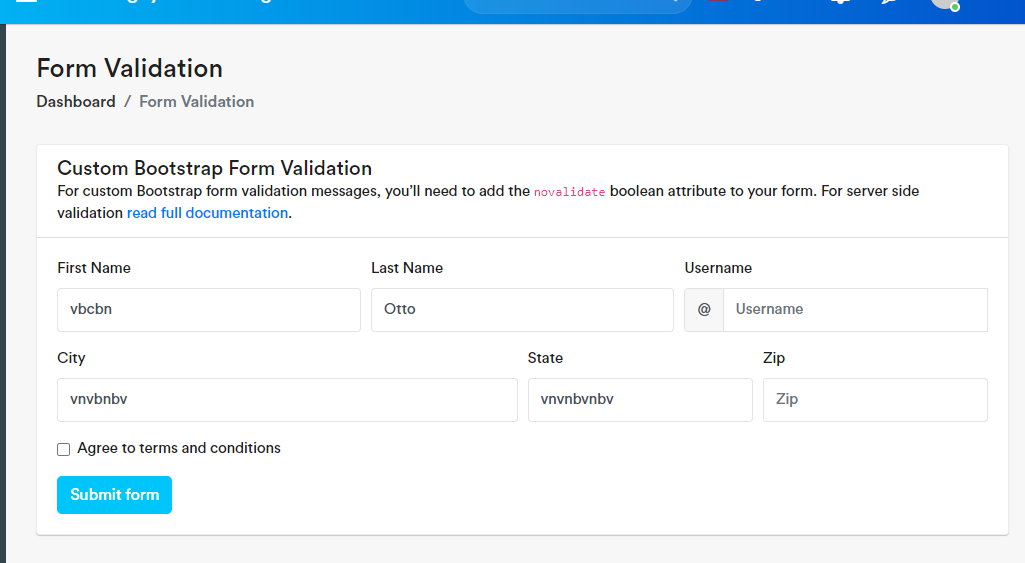 Form Validation
Dashboard / Form Validation
Custom Bootstrap Form Validation
For custom Bootstrap form validation messages, you’ll need to add the novalidate boolean attribute to your form. For server side
validation read full documentation.
First Name Last Name Username
vbcbn Otto @ Username
City State Zip
vnvbnbv vnvnbvnbv Zip
Agree to terms and conditions
Submit form